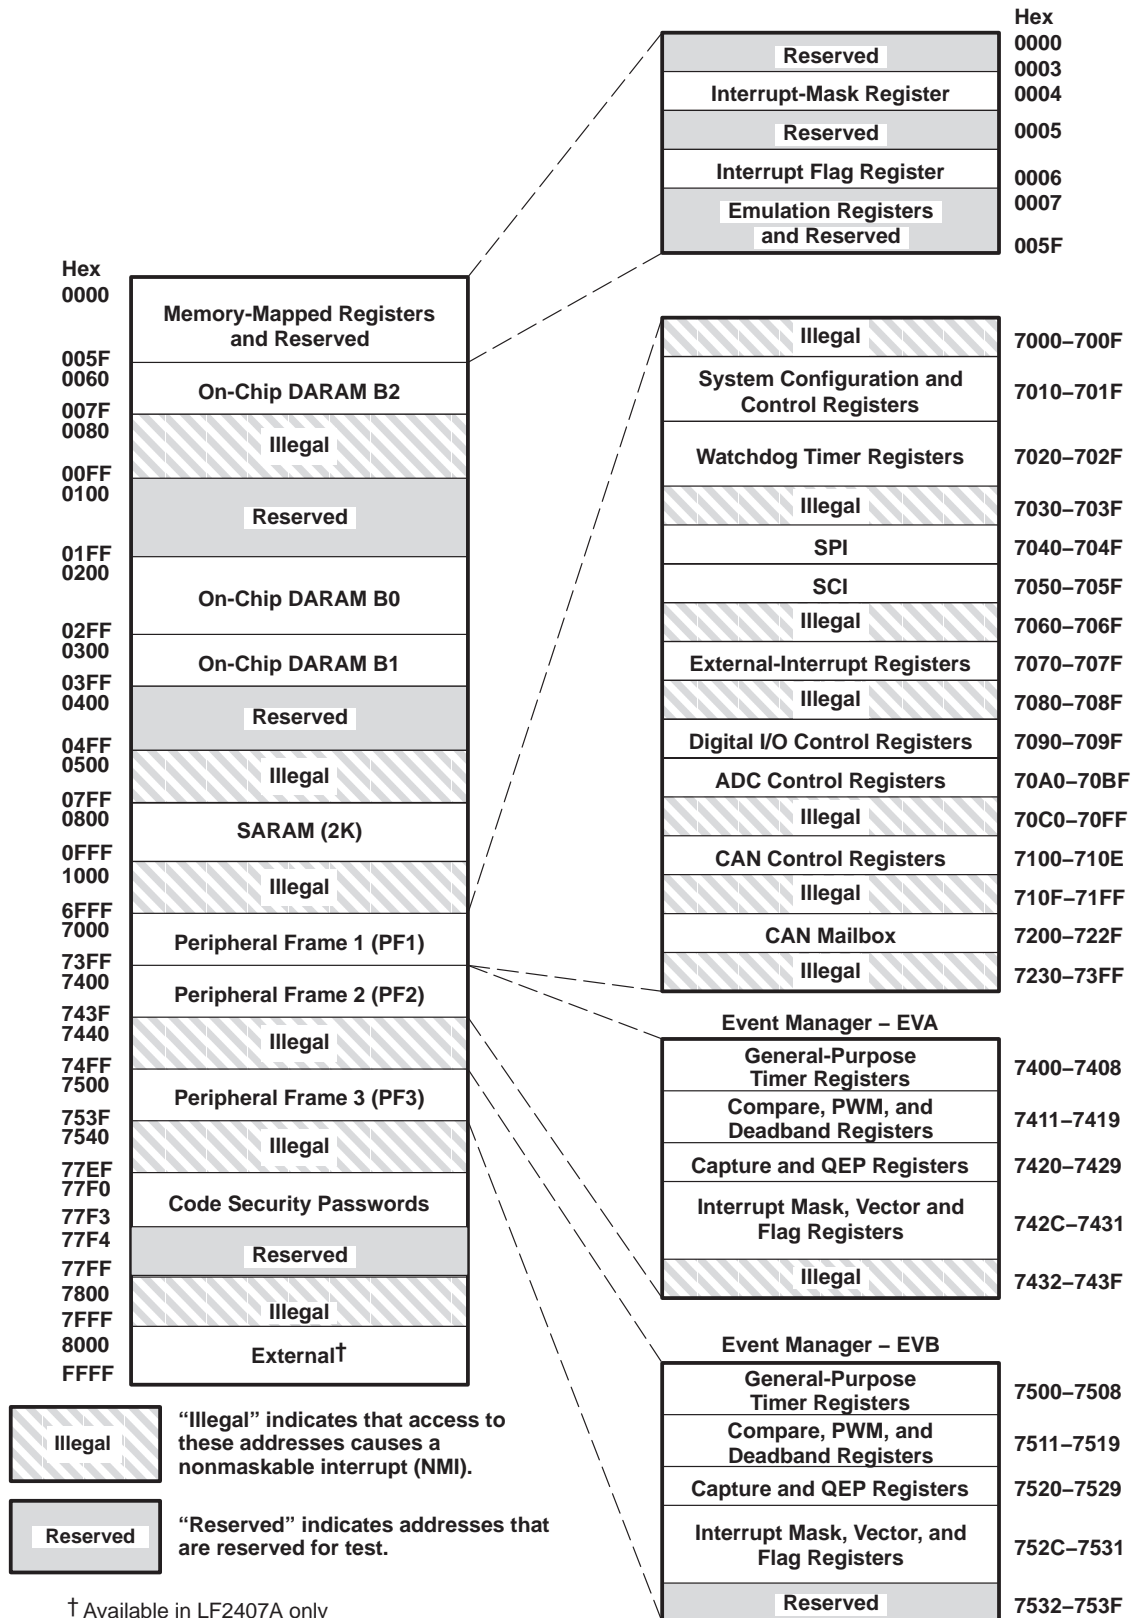 Hex
0000
Reserved
0003
Interrupt-Mask Register
0004
Reserved
0005
Interrupt Flag Register
0006
0007
Emulation Registers
and Reserved
005F
Hex
0000
Memory-Mapped Registers
and Reserved
005F
0060
On-Chip DARAM B2
007F
0080
Illegal
00FF
0100
Reserved
01FF
0200
On-Chip DARAM B0
02FF
0300
On-Chip DARAM B1
03FF
0400
Reserved
04FF
0500
Illegal
07FF
0800
SARAM (2K)
0FFF
1000
Illegal
6FFF
7000
Peripheral Frame 1 (PF1)
73FF
7400
Peripheral Frame 2 (PF2)
743F
7440
Illegal
74FF
7500
Peripheral Frame 3 (PF3)
753F
7540
Illegal
77EF
77F0
Code Security Passwords
77F3
77F4
Reserved
77FF
7800
Illegal
7FFF
8000
External†
FFFF
Illegal 7000–700F
System Configuration and
Control Registers 7010–701F
Watchdog Timer Registers 7020–702F
Illegal 7030–703F
SPI 7040–704F
SCI 7050–705F
Illegal 7060–706F
External-Interrupt Registers 7070–707F
Illegal 7080–708F
Digital I/O Control Registers 7090–709F
ADC Control Registers 70A0–70BF
Illegal 70C0–70FF
CAN Control Registers 7100–710E
Illegal 710F–71FF
CAN Mailbox 7200–722F
Illegal 7230–73FF
Event Manager – EVA
General-Purpose
Timer Registers 7400–7408
Compare, PWM, and
Deadband Registers 7411–7419
Capture and QEP Registers 7420–7429
Interrupt Mask, Vector and
Flag Registers 742C–7431
Illegal 7432–743F
Event Manager – EVB
General-Purpose
Timer Registers 7500–7508
Compare, PWM, and
Deadband Registers 7511–7519
Capture and QEP Registers 7520–7529
Interrupt Mask, Vector, and
Flag Registers 752C–7531
Reserved 7532–753F
Illegal
“Illegal” indicates that access to
these addresses causes a
nonmaskable interrupt (NMI).
Reserved
“Reserved” indicates addresses that
are reserved for test.
† Available in LF2407A only